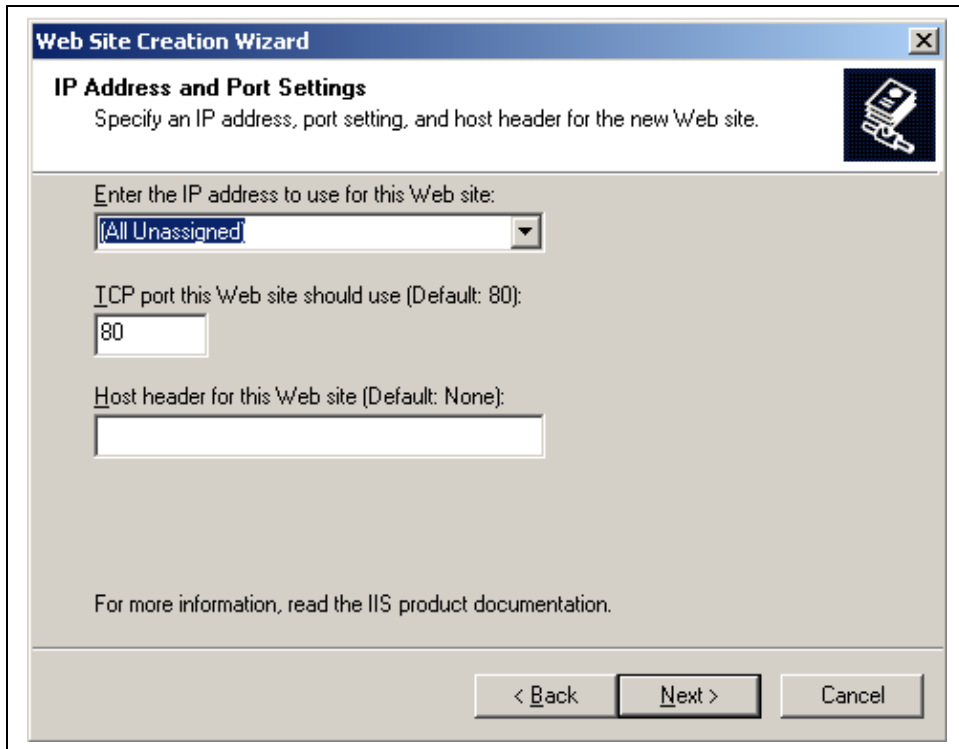 Web Site Creation Wizard
IP Address and Port Settings
Specify an IP address, port setting, and host header for the new Web site.
Enter the IP address to use for this Web site:
(All Unassigned)
TCP port this Web site should use (Default: 80):
80
Host header for this Web site (Default: None):
For more information, read the IIS product documentation.
< Back Next > Cancel